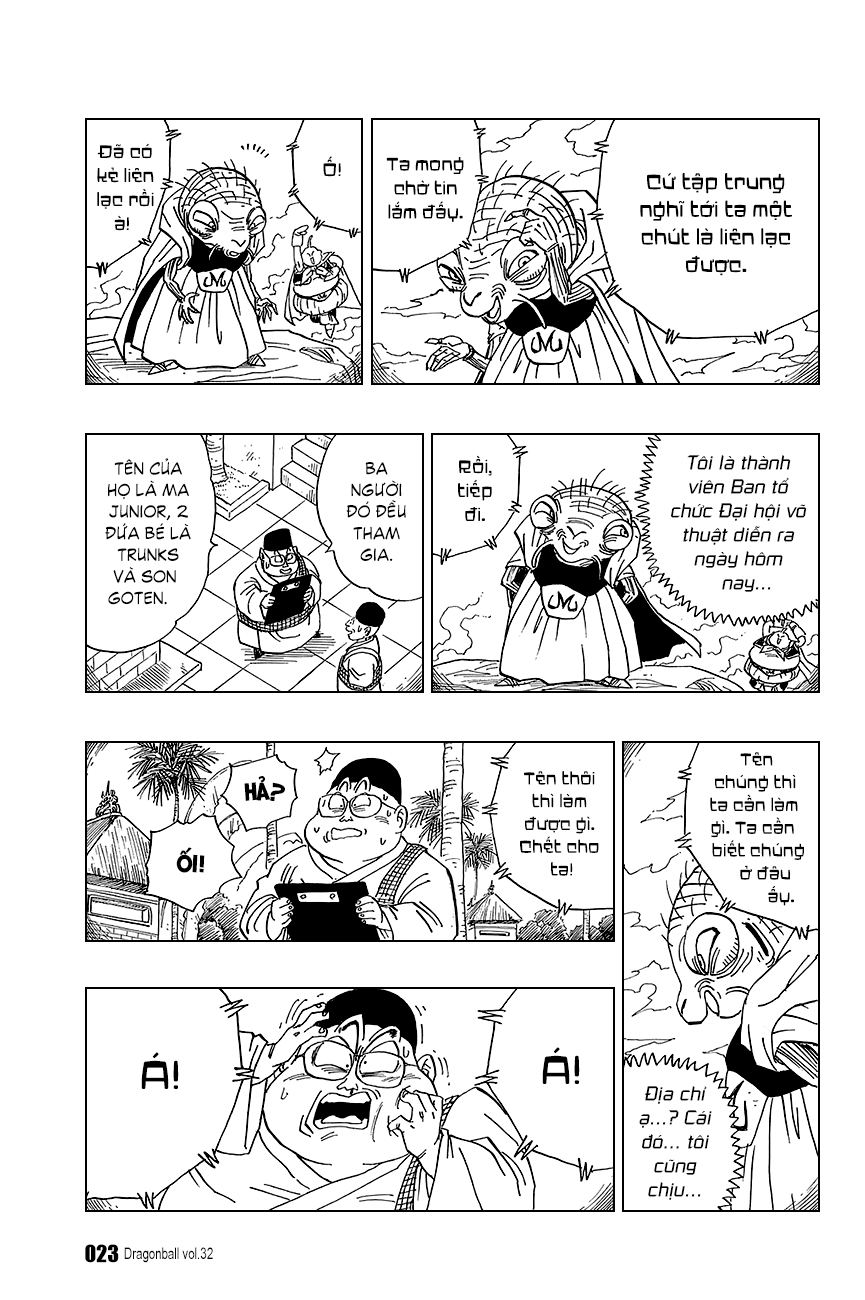 Cứ tập trung
nghĩ tới ta một
chút là liên lạc
được.
Ta mong
chờ tin
lắm đấy.
Ố!
Đã có
kẻ liên
lạc rồi
à!
Tôi là thành
viên Ban tổ
chức Đại hội võ
thuật diễn ra
ngày hôm
nay...
Rồi,
tiếp
đi.
BA
NGƯỜI
ĐÓ ĐỀU
THAM
GIA.
TÊN CỦA
HỌ LÀ MA
JUNIOR, 2
ĐỨA BÉ LÀ
TRUNKS
VÀ SON
GOTEN.
Tên
chúng thì
ta cần làm
gì. Ta cần
biết chúng
ở đâu
ấy.
Địa chỉ
ạ...? Cái
đó... tôi
cũng
chịu...
Tên thôi
thì làm
được gì.
Chết cho
ta!
HẢ?
ỐI!
Á!
Á!
023 Dragonball vol.32